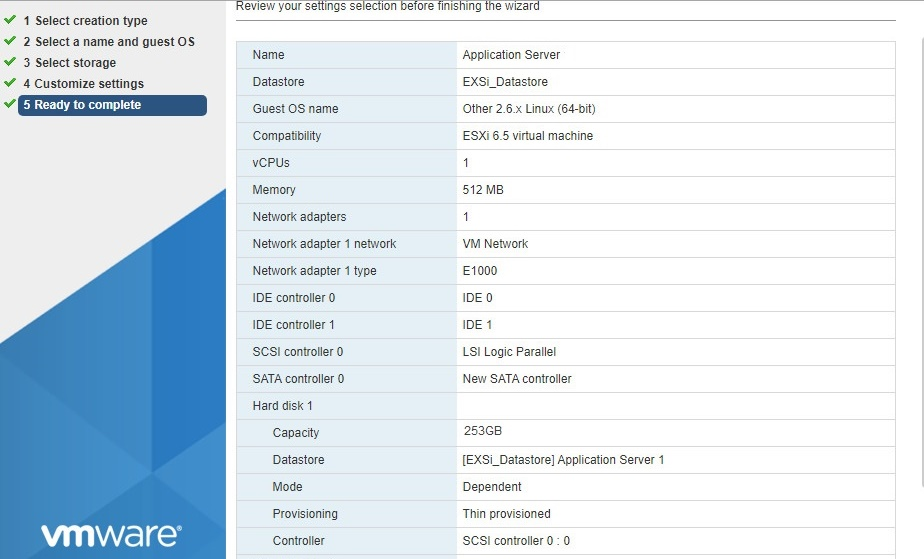 Review your settings selection before finishing the wizard
1 Select creation type
2 Select a name and guest OS
3 Select storage
4 Customize settings
5 Ready to complete
Name Application Server
Datastore EXSi_Datastore
Guest OS name Other 2.6.x Linux (64-bit)
Compatibility ESXi 6.5 virtual machine
vCPUs 1
Memory 512 MB
Network adapters 1
Network adapter 1 network VM Network
Network adapter 1 type E1000
IDE controller 0 IDE 0
IDE controller 1 IDE 1
SCSI controller 0 LSI Logic Parallel
SATA controller 0 New SATA controller
Hard disk 1
Capacity 253GB
Datastore [EXSi_Datastore] Application Server 1
Mode Dependent
Provisioning Thin provisioned
Controller SCSI controller 0 : 0
vmware®